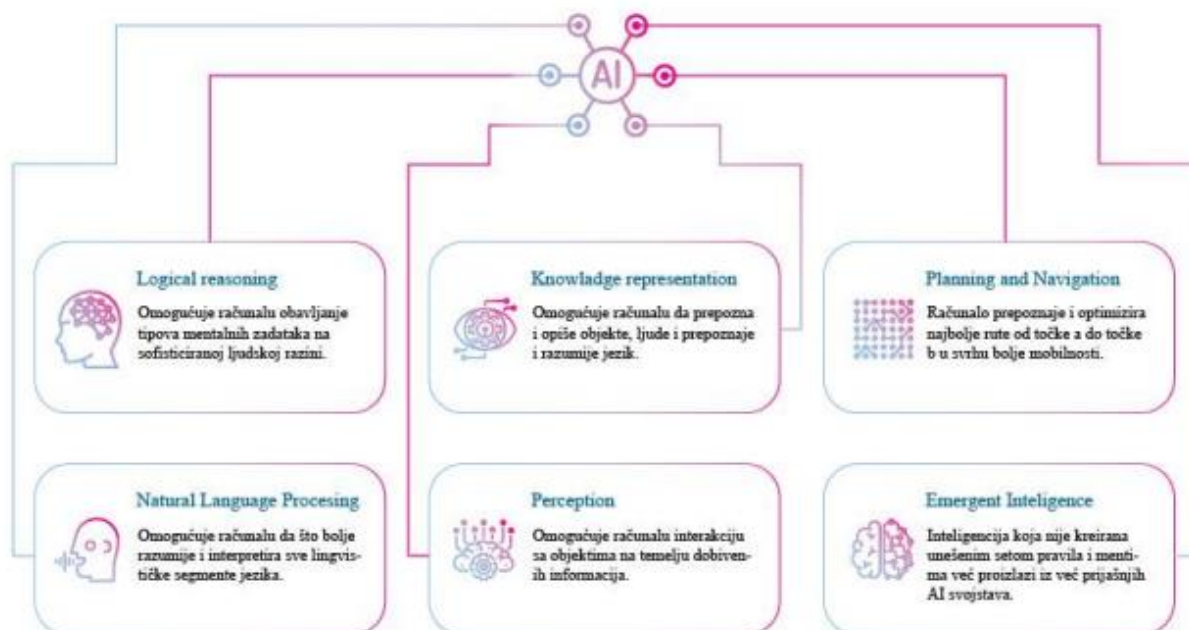 AI
Logical reasoning
Omogućuje računalu obavljanje
tipova mentalnih zadataka na
sofisticiranoj ljudskoj razini.
Knowladge representation
Omogućuje računalu da prepozna
i opiše objekte, ljude i prepoznaje
i razumije jezik.
Planning and Navigation
Računalo prepoznaje i optimizira
najbolje rute od točke a do točke
b u svrhu bolje mobilnosti.
Natural Language Procesing
Omogućuje računalu da što bolje
razumije i interpretira sve lingvi-
stičke segmente jezika.
Perception
Omogućuje računalu interakciju
sa objektima na temelju dobiven-
ih informacija.
Emergent Inteligence
Inteligencija koja nije kreirana
unešenim setom pravila i menti-
ma već proizlazi iz već prijašnjih
AI svojstava.